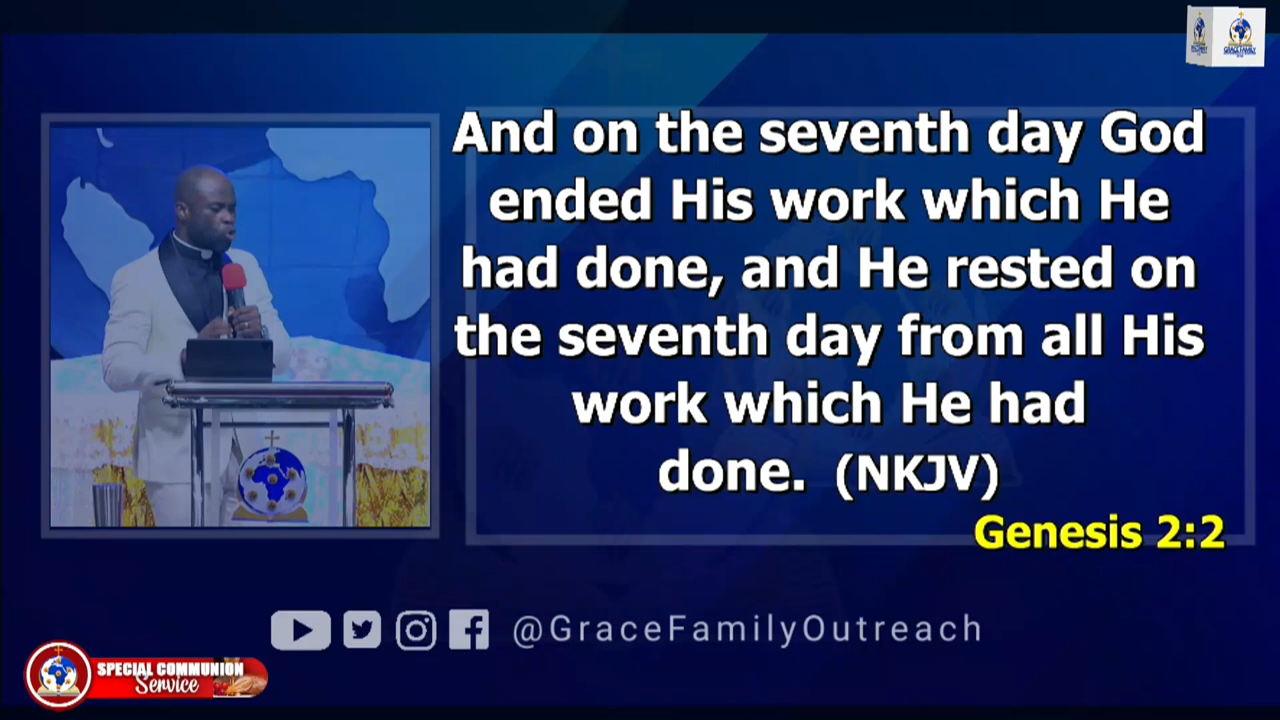 And on the seventh day God
ended His work which He
had done, and He rested on
the seventh day from all His
work which He had
done.  (NKJV)
Genesis 2:2
@GraceFamilyOutreach
SPECIAL COMMUNION
Service